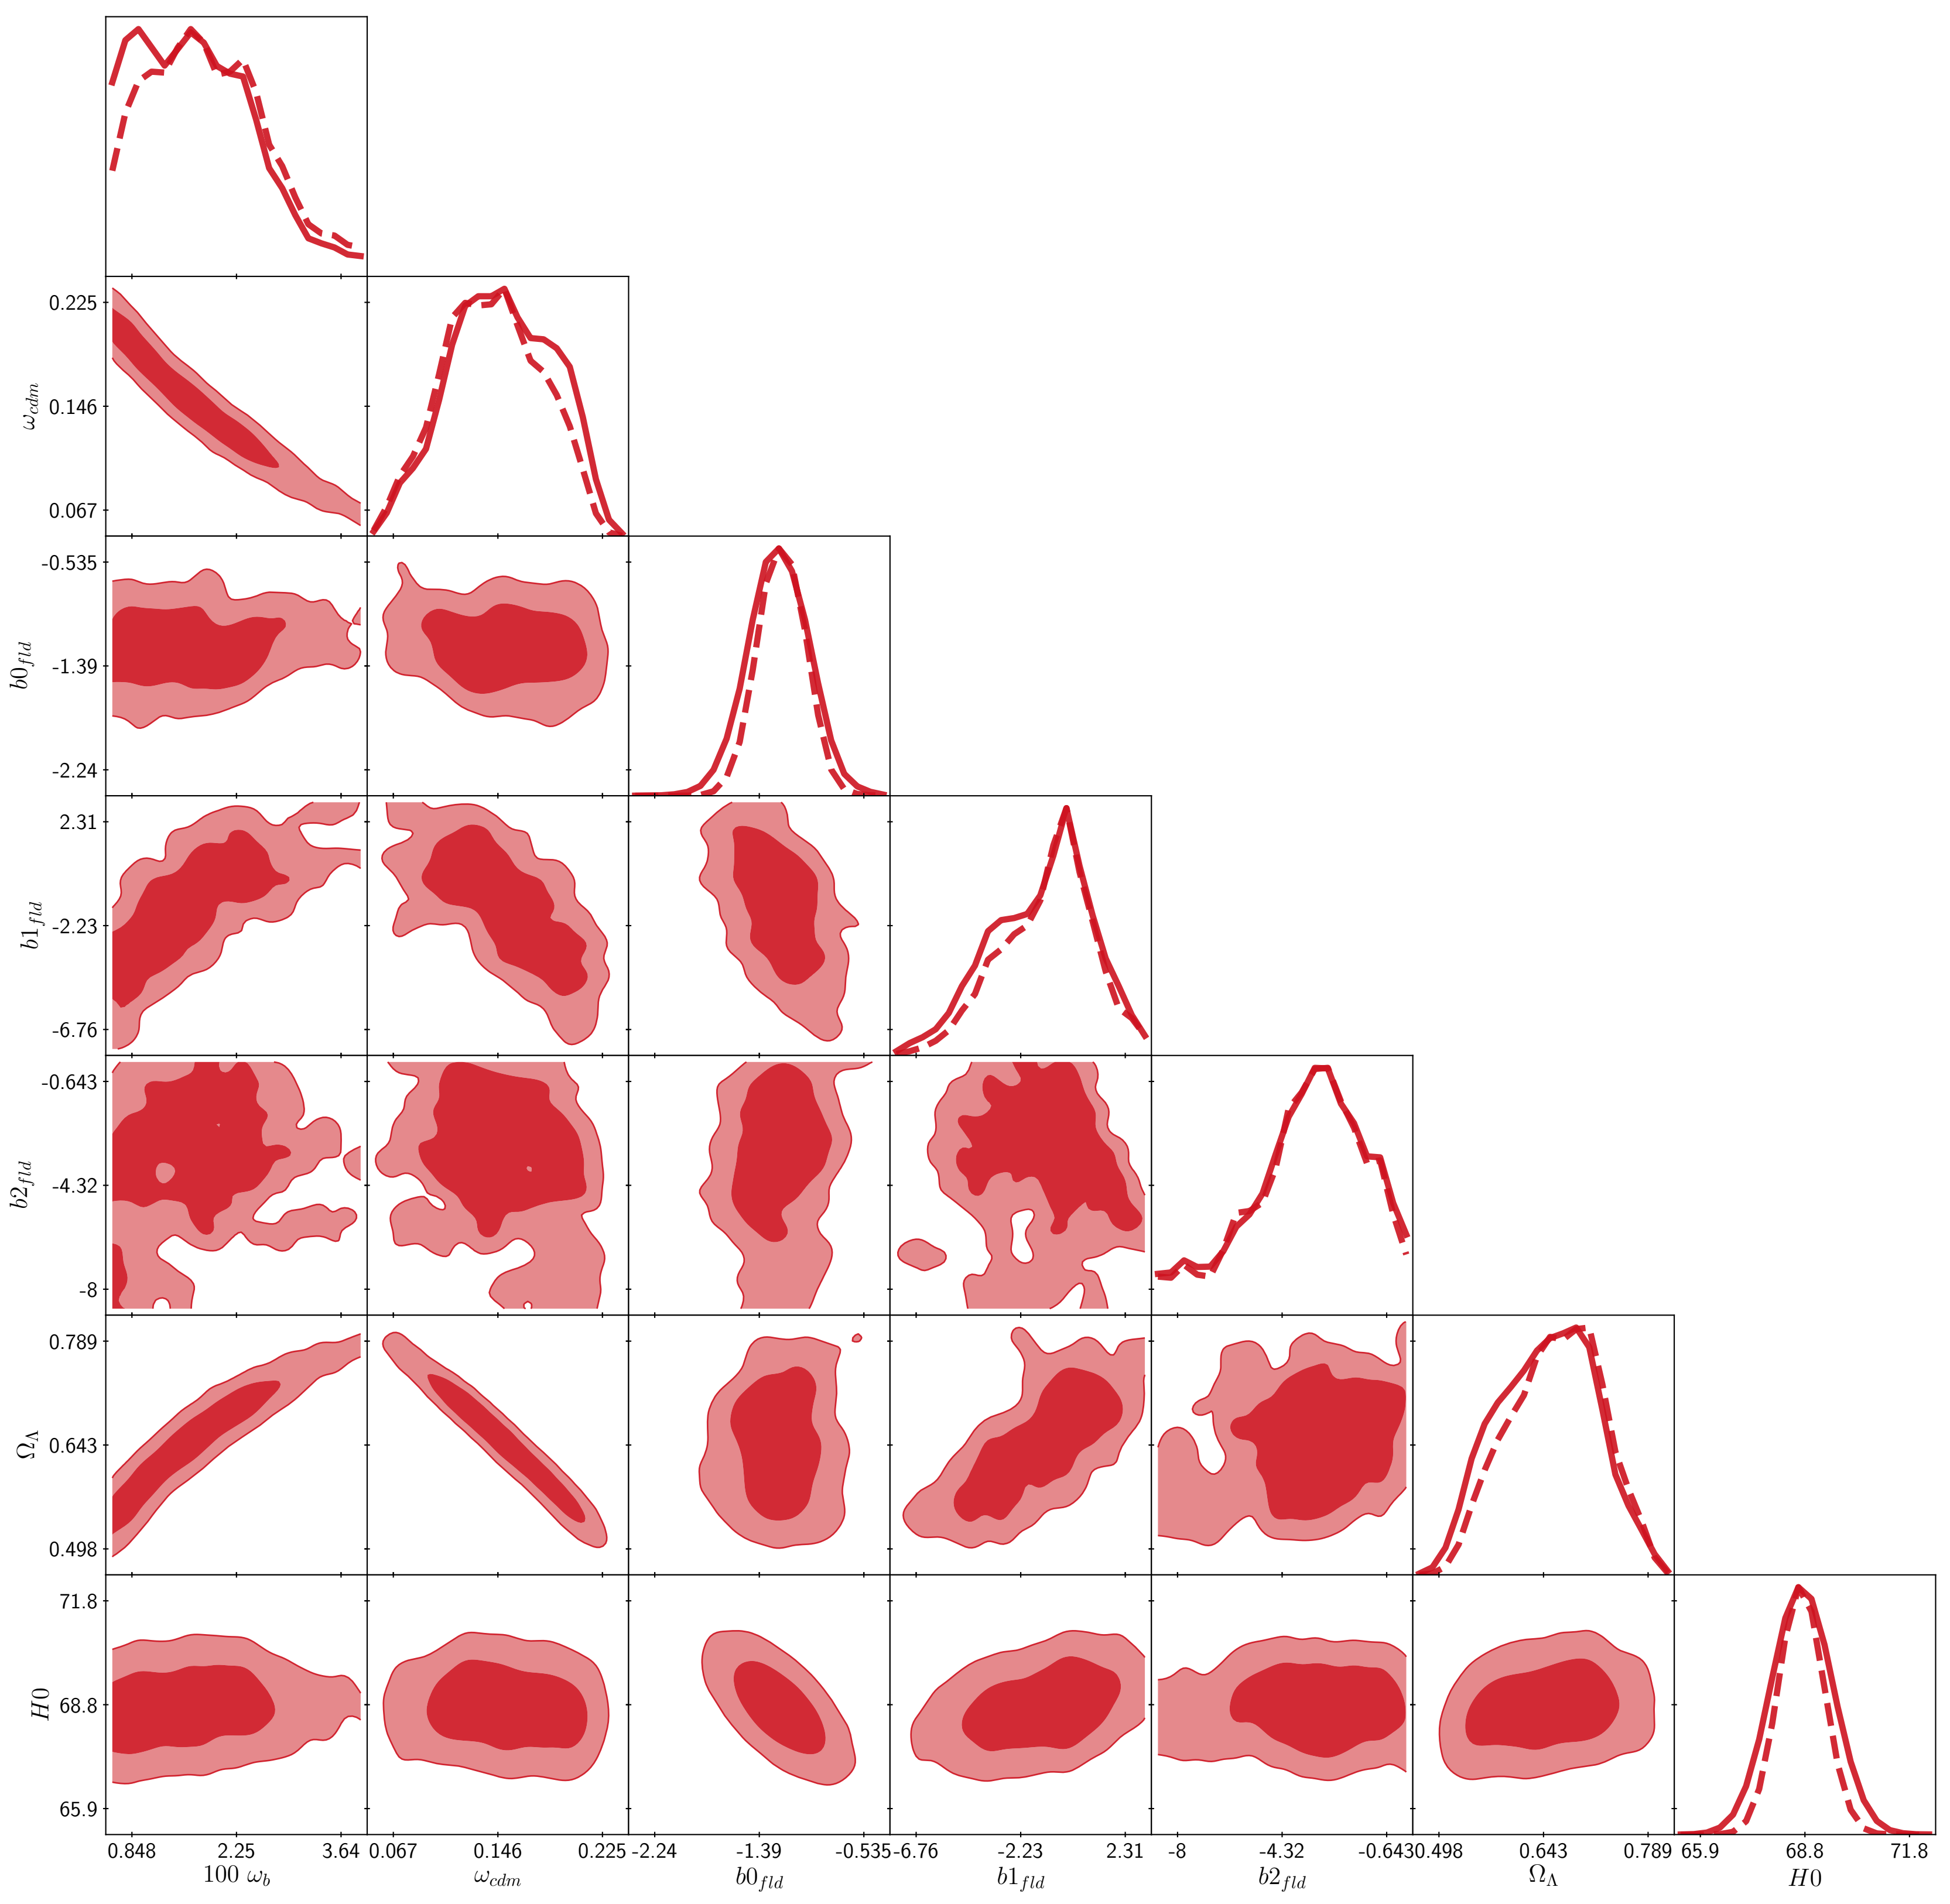 0.225
0.146
0.067
ω_cdm
-0.535
-1.39
-2.24
b0_fld
2.31
-2.23
-6.76
b1_fld
-0.643
-4.32
-8
b2_fld
0.789
0.643
0.498
Ω_Λ
71.8
68.8
65.9
H0
0.848 2.25 3.64 0.067 0.146 0.225 -2.24 -1.39 -0.535 -6.76 -2.23 2.31 -8 -4.32 -0.643 0.498 0.643 0.789 65.9 68.8 71.8
100 ω_b ω_cdm b0_fld b1_fld b2_fld Ω_Λ H0